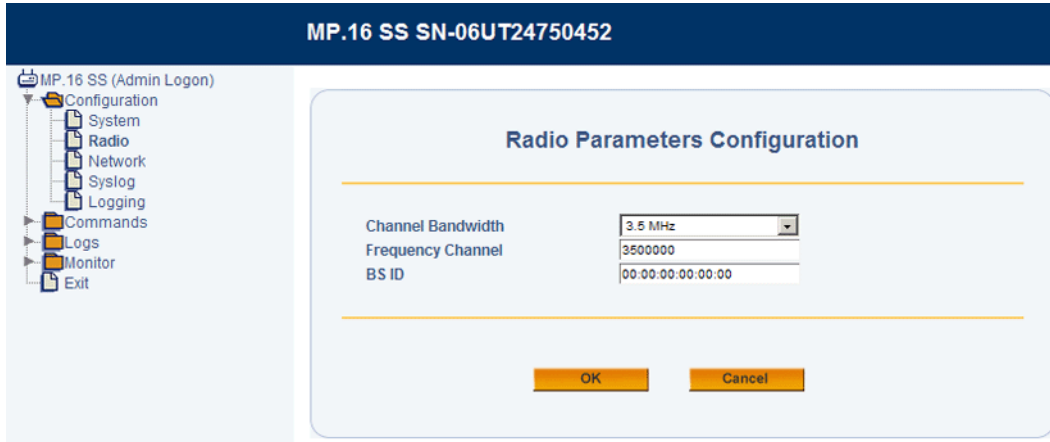 MP.16 SS SN-06UT24750452
MP.16 SS (Admin Logon)
Configuration
System
Radio
Network
Syslog
Logging
Commands
Logs
Monitor
Exit
Radio Parameters Configuration
Channel Bandwidth 3.5 MHz
Frequency Channel 3500000
BS ID 00:00:00:00:00:00
OK Cancel